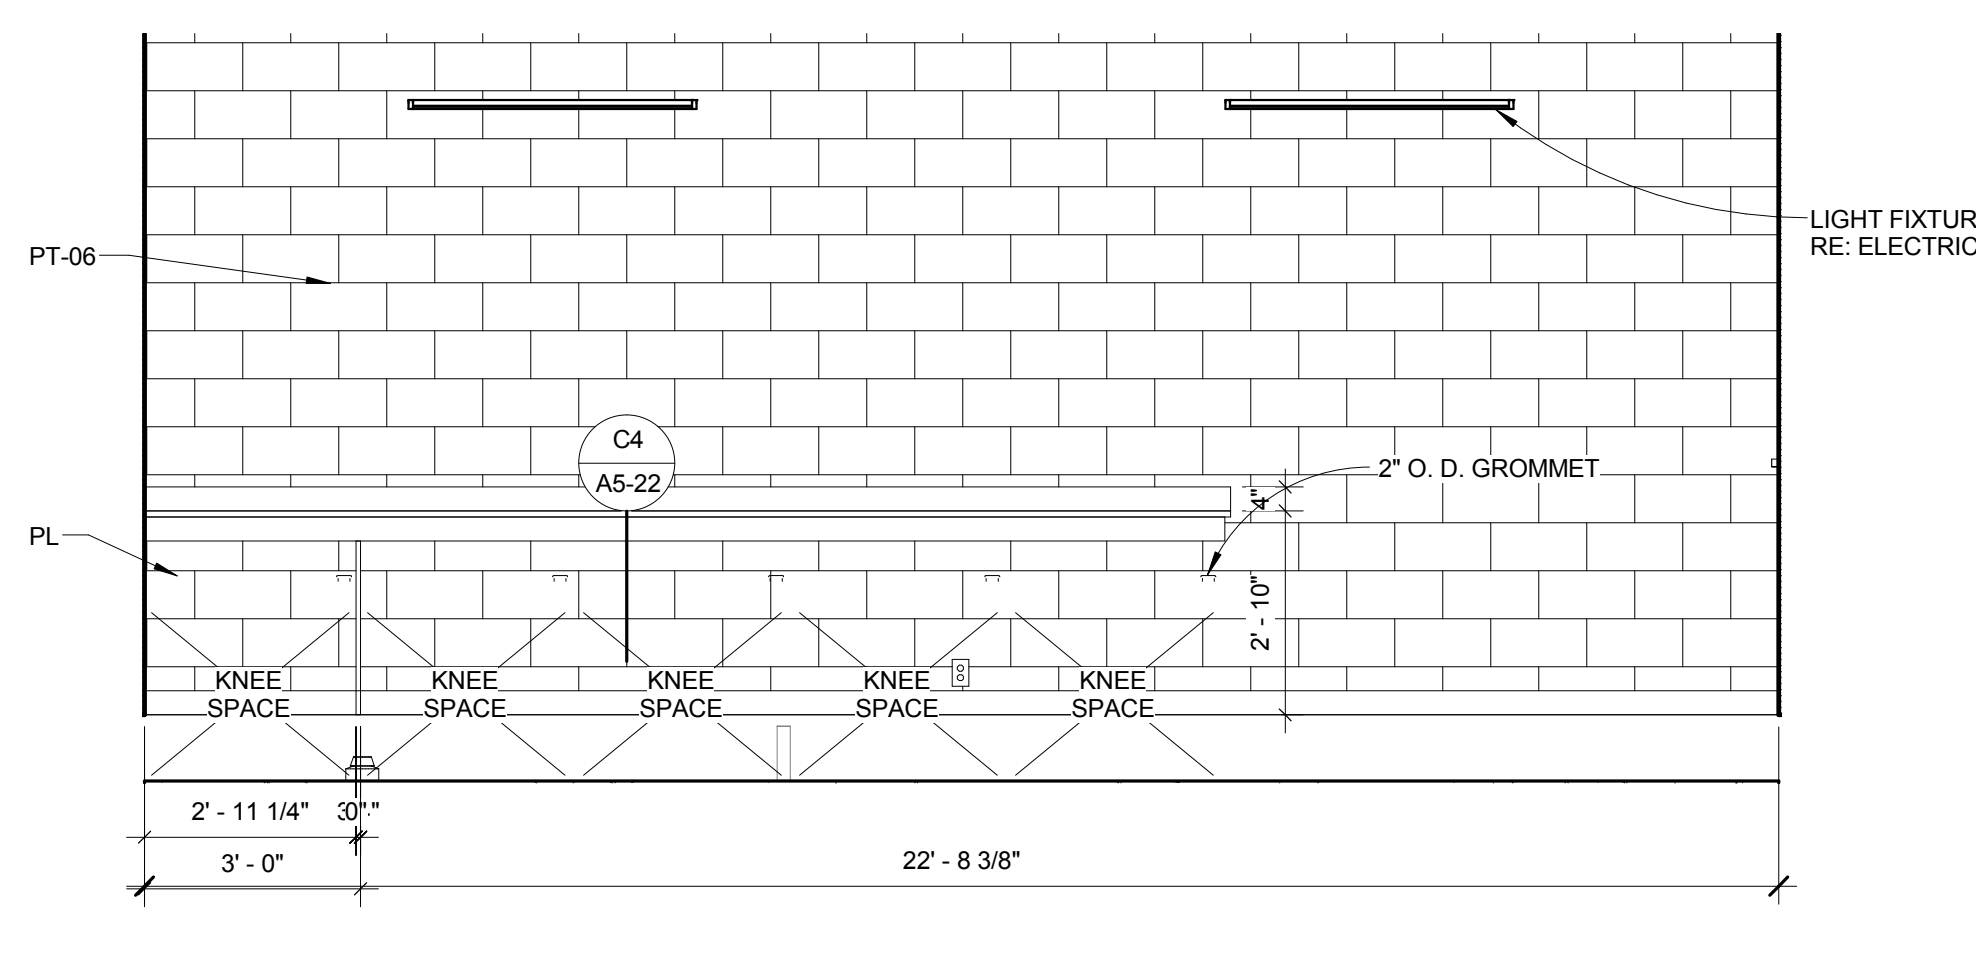 LIGHT FIXTUR
RE: ELECTRIC
PT-06
C4
A5-22
2" O. D. GROMMET
4"
PL
2' - 10"
KNEE
SPACE
KNEE
SPACE
KNEE
SPACE
KNEE
SPACE
KNEE
SPACE
2' - 11 1/4"
3' - 0"
22' - 8 3/8"